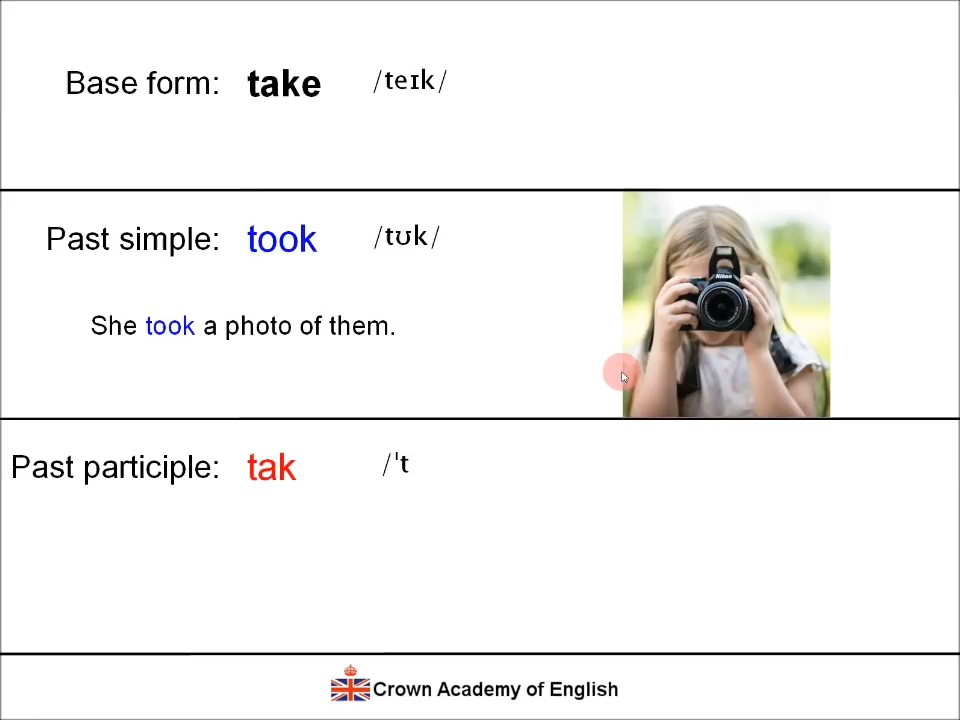 Base form: take /teɪk/
Past simple: took /tʊk/
She took a photo of them.
Nikon
Past participle: tak /ˈt
Crown Academy of English